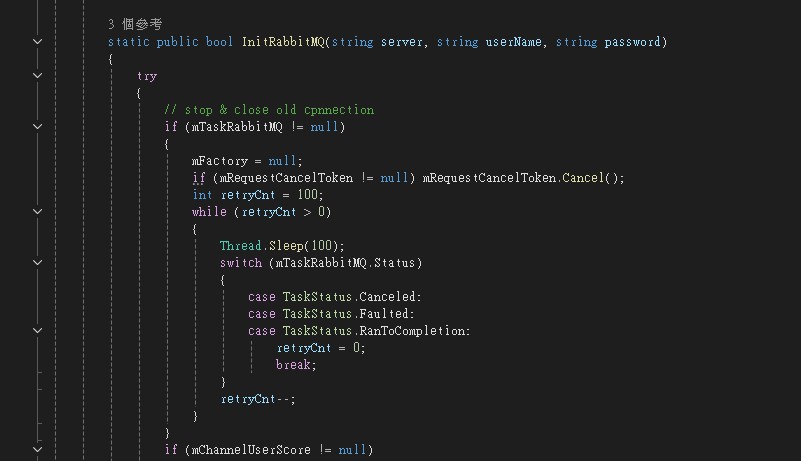 3 個參考
static public bool InitRabbitMQ(string server, string userName, string password)
{
try
{
// stop & close old cpnnection
if (mTaskRabbitMQ != null)
{
mFactory = null;
if (mRequestCancelToken != null) mRequestCancelToken.Cancel();
int retryCnt = 100;
while (retryCnt > 0)
{
Thread.Sleep(100);
switch (mTaskRabbitMQ.Status)
{
case TaskStatus.Canceled:
case TaskStatus.Faulted:
case TaskStatus.RanToCompletion:
retryCnt = 0;
break;
}
retryCnt--;
}
}
if (mChannelUserScore != null)